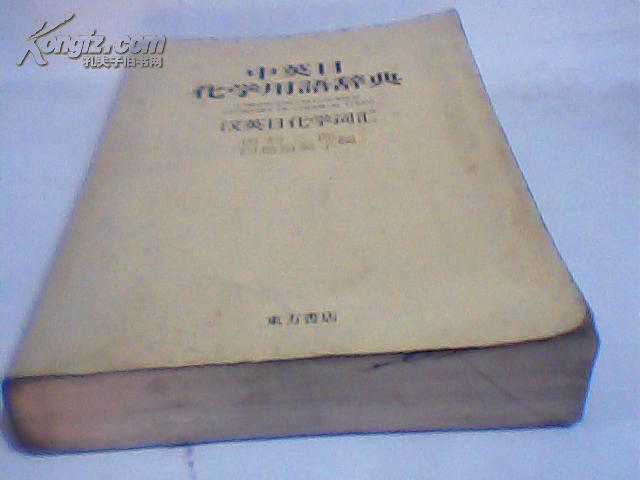 Kongfz.com
孔夫子旧书网
中英日
化学用語辞典
汉英日化学词汇
東方書店